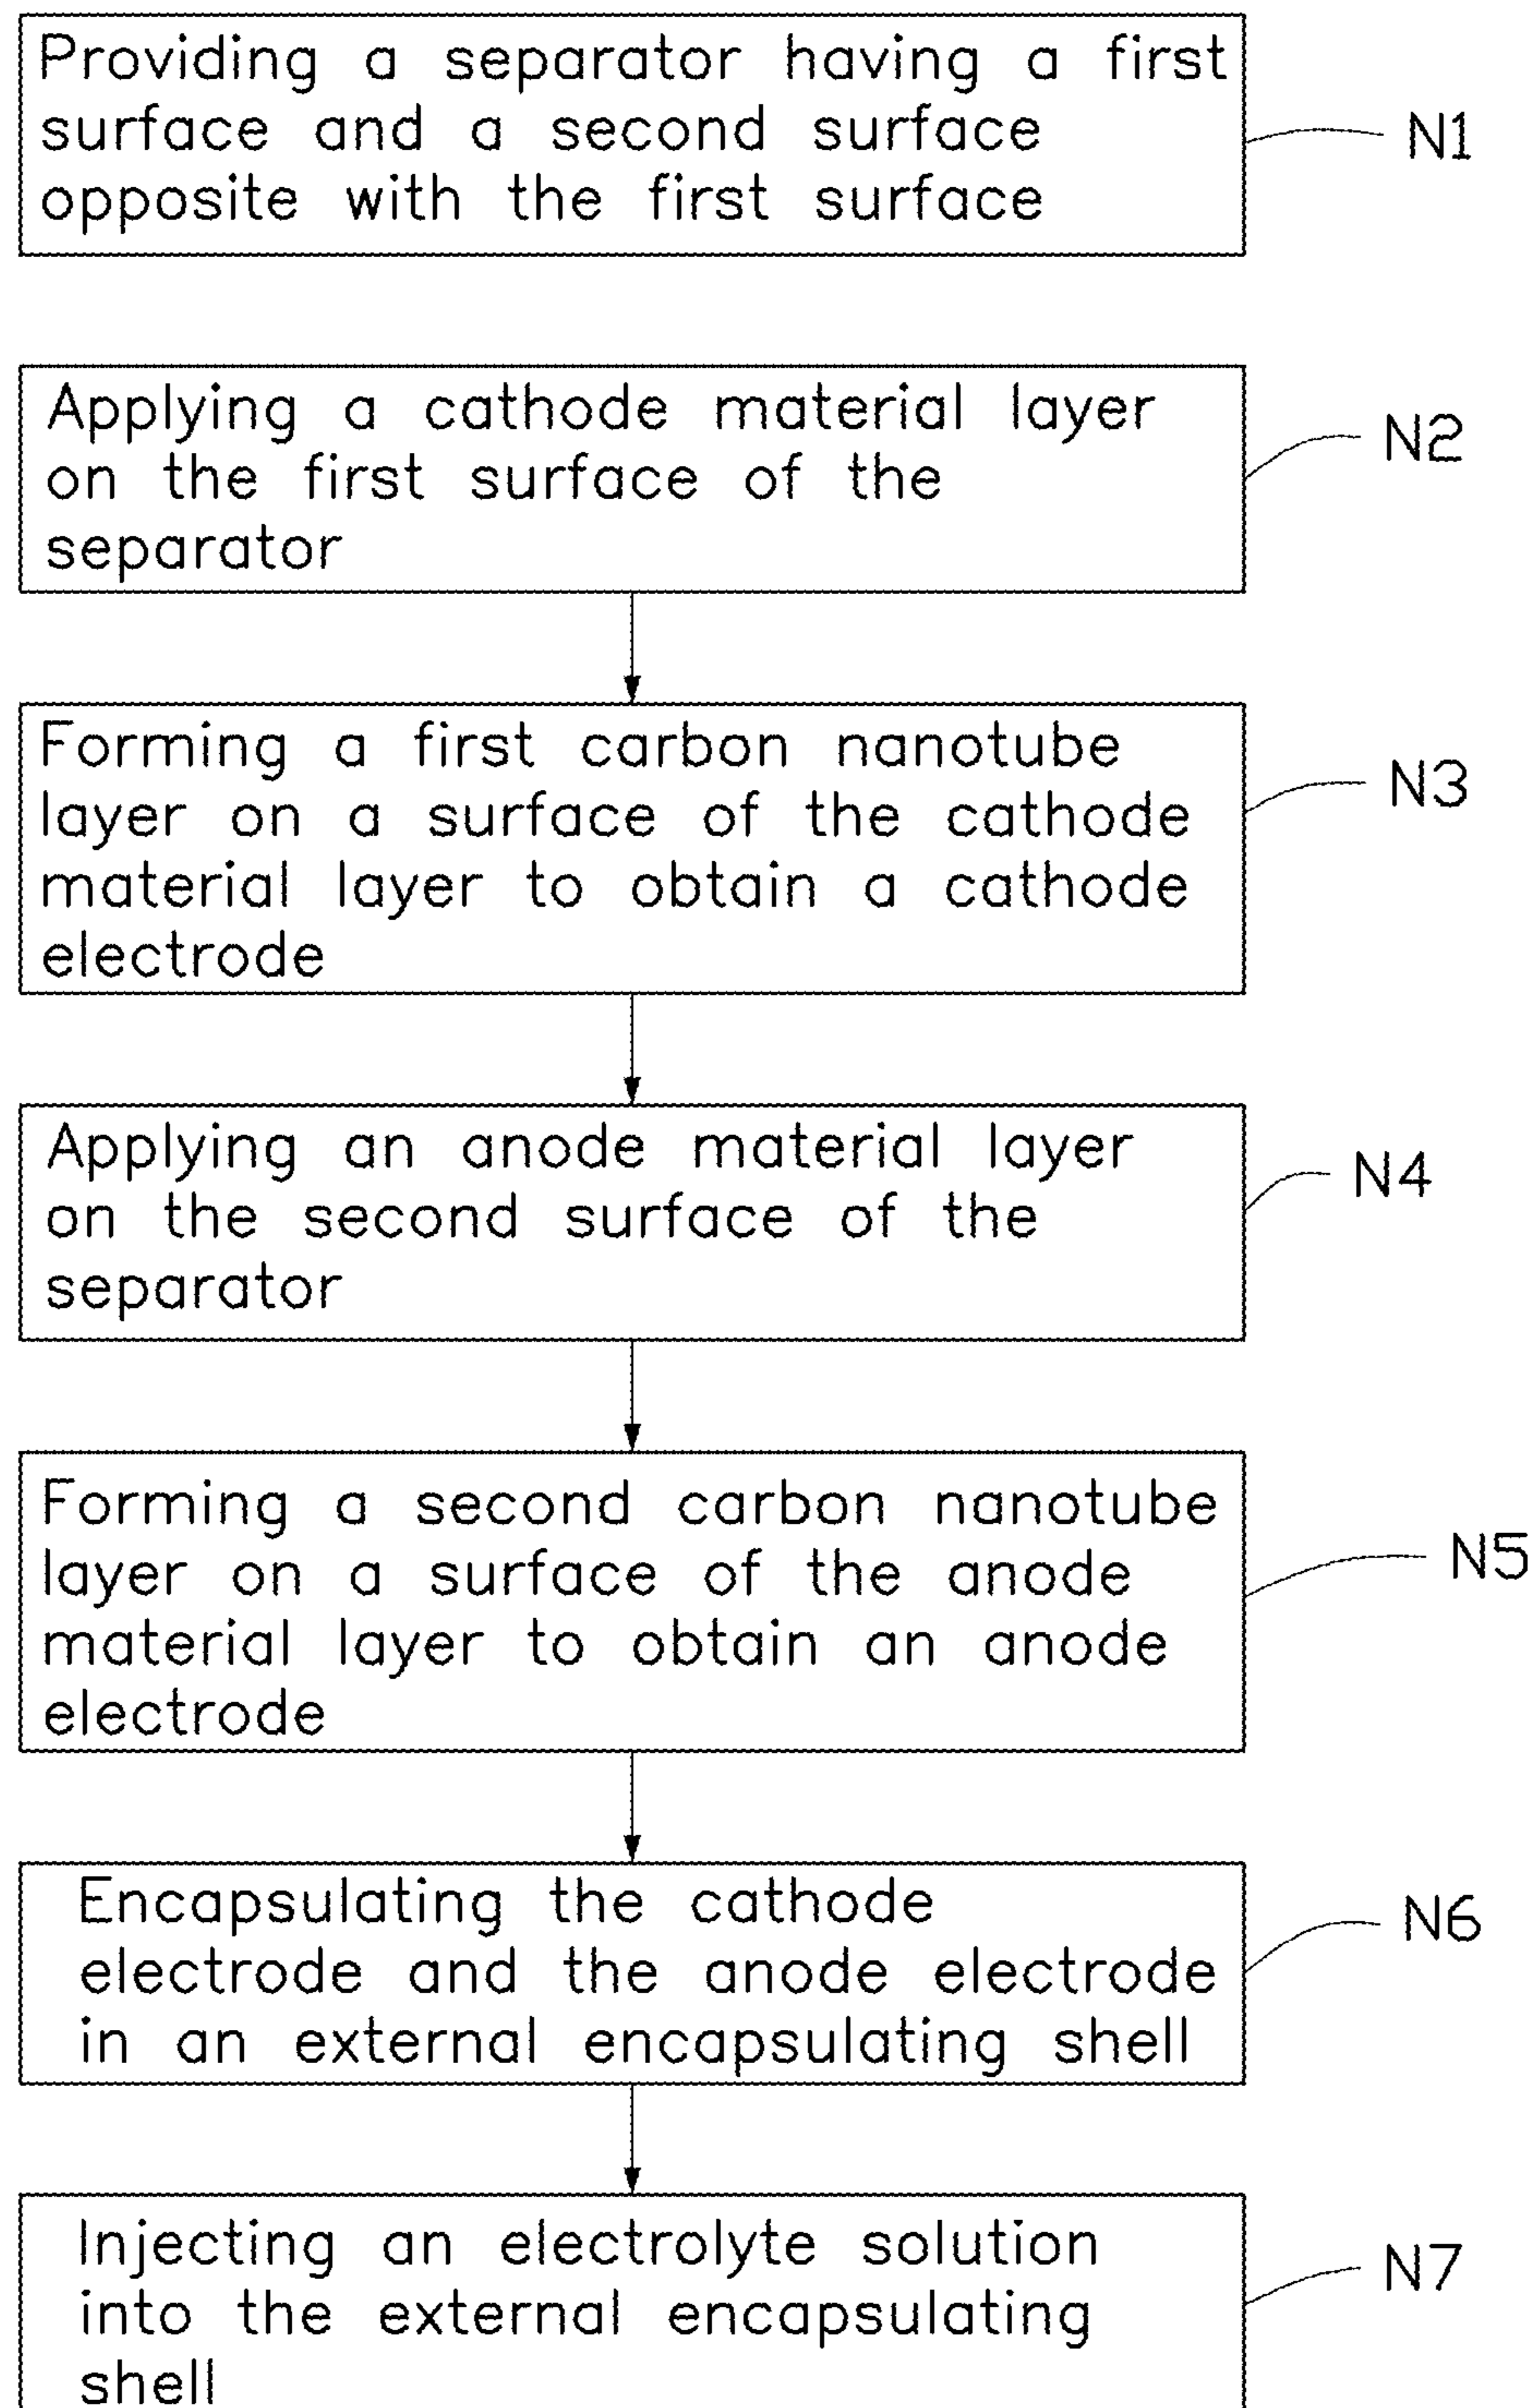 Providing a separator having a first
surface and a second surface
opposite with the first surface
N1
Applying a cathode material layer
on the first surface of the
separator
N2
Forming a first carbon nanotube
layer on a surface of the cathode
material layer to obtain a cathode
electrode
N3
Applying an anode material layer
on the second surface of the
separator
N4
Forming a second carbon nanotube
layer on a surface of the anode
material layer to obtain an anode
electrode
N5
Encapsulating the cathode
electrode and the anode electrode
in an external encapsulating shell
N6
Injecting an electrolyte solution
into the external encapsulating
shell
N7